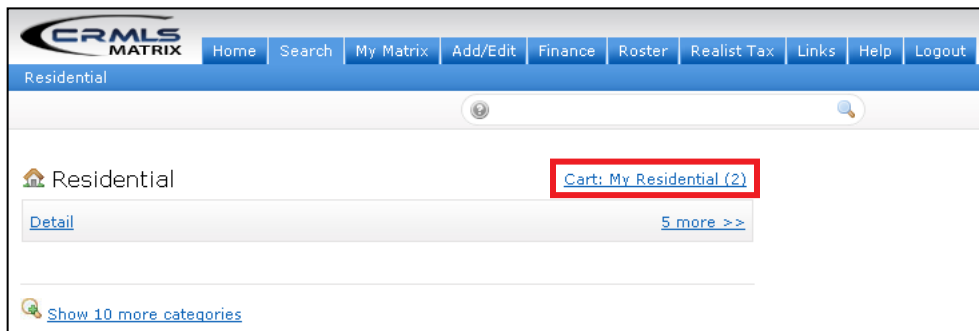 CRMLS
MATRIX
Home Search My Matrix Add/Edit Finance Roster Realist Tax Links Help Logout
Residential
?
Residential Cart: My Residential (2)
Detail 5 more >>
Show 10 more categories